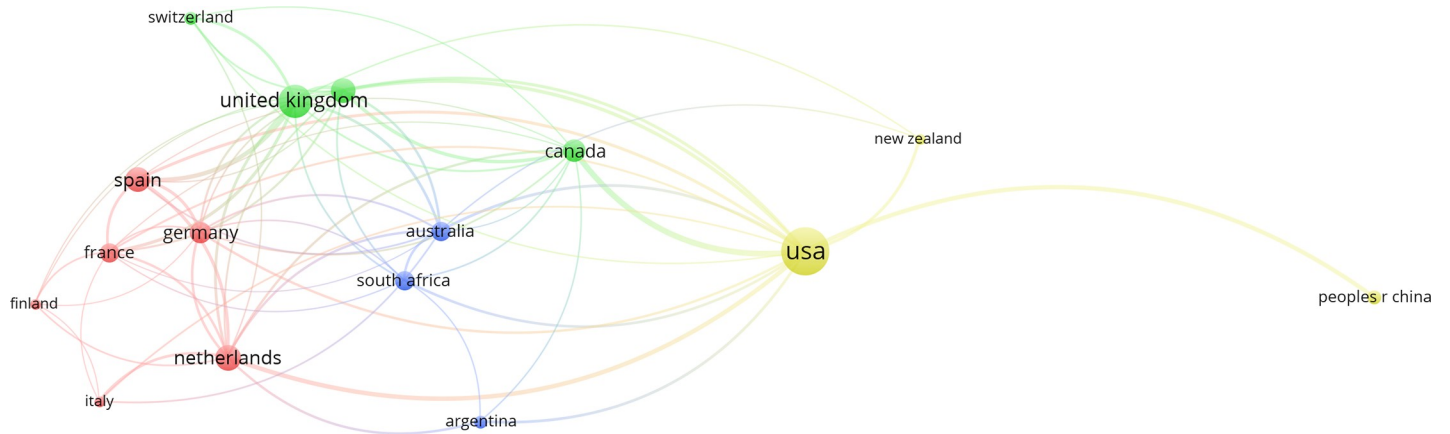 switzerland
united kingdom
new zealand
canada
spain
germany
australia
usa
france
south africa
peoples r china
finland
netherlands
italy
argentina